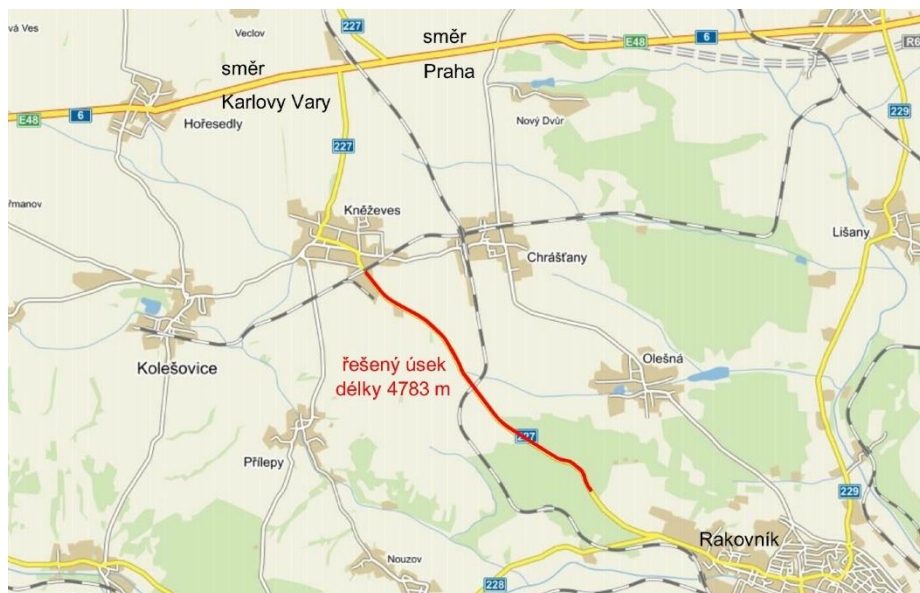 vá Ves
Veclov
227
směr
směr
Praha
Karlovy Vary
E48
6
R6
E48
6
Hořesedly
Nový Dvůr
229
227
řmanov
Kněževes
Lišany
Chrášťany
Kolešovice
řešený úsek
délky 4783 m
Olešná
227
Přílepy
229
Rakovník
Nouzov
228